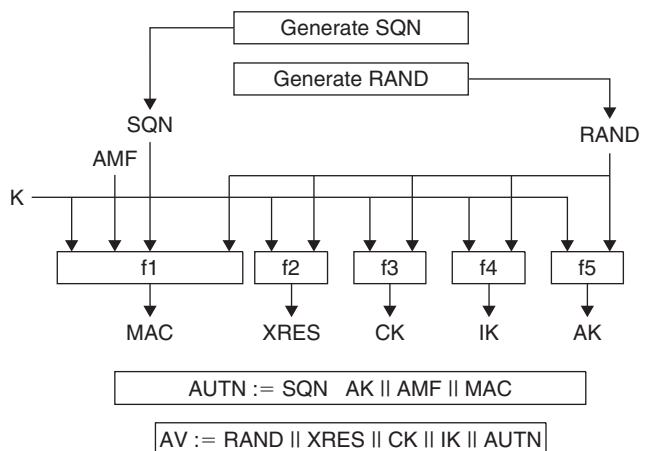 Generate SQN
Generate RAND
SQN
RAND
AMF
K
f1
f2
f3
f4
f5
MAC
XRES
CK
IK
AK
AUTN := SQN AK || AMF || MAC
AV := RAND || XRES || CK || IK || AUTN